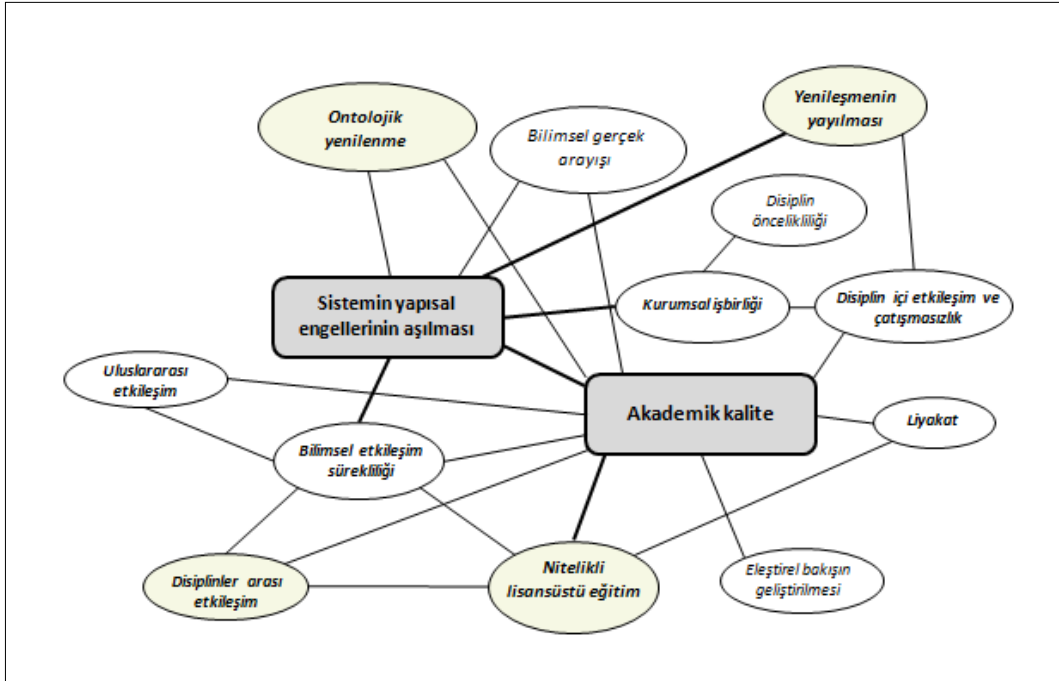 Ontolojik
yenilenme
Yenileşmenin
yayılması
Bilimsel gerçek
arayışı
Disiplin
öncelikliliği
Sistemin yapısal
engellerinin aşılması
Kurumsal işbirliği
Disiplin içi etkileşim ve
çatışmasızlık
Uluslararası
etkileşim
Akademik kalite
Liyakat
Bilimsel etkileşim
sürekliliği
Disiplinler arası
etkileşim
Nitelikli
lisansüstü eğitim
Eleştirel bakışın
geliştirilmesi